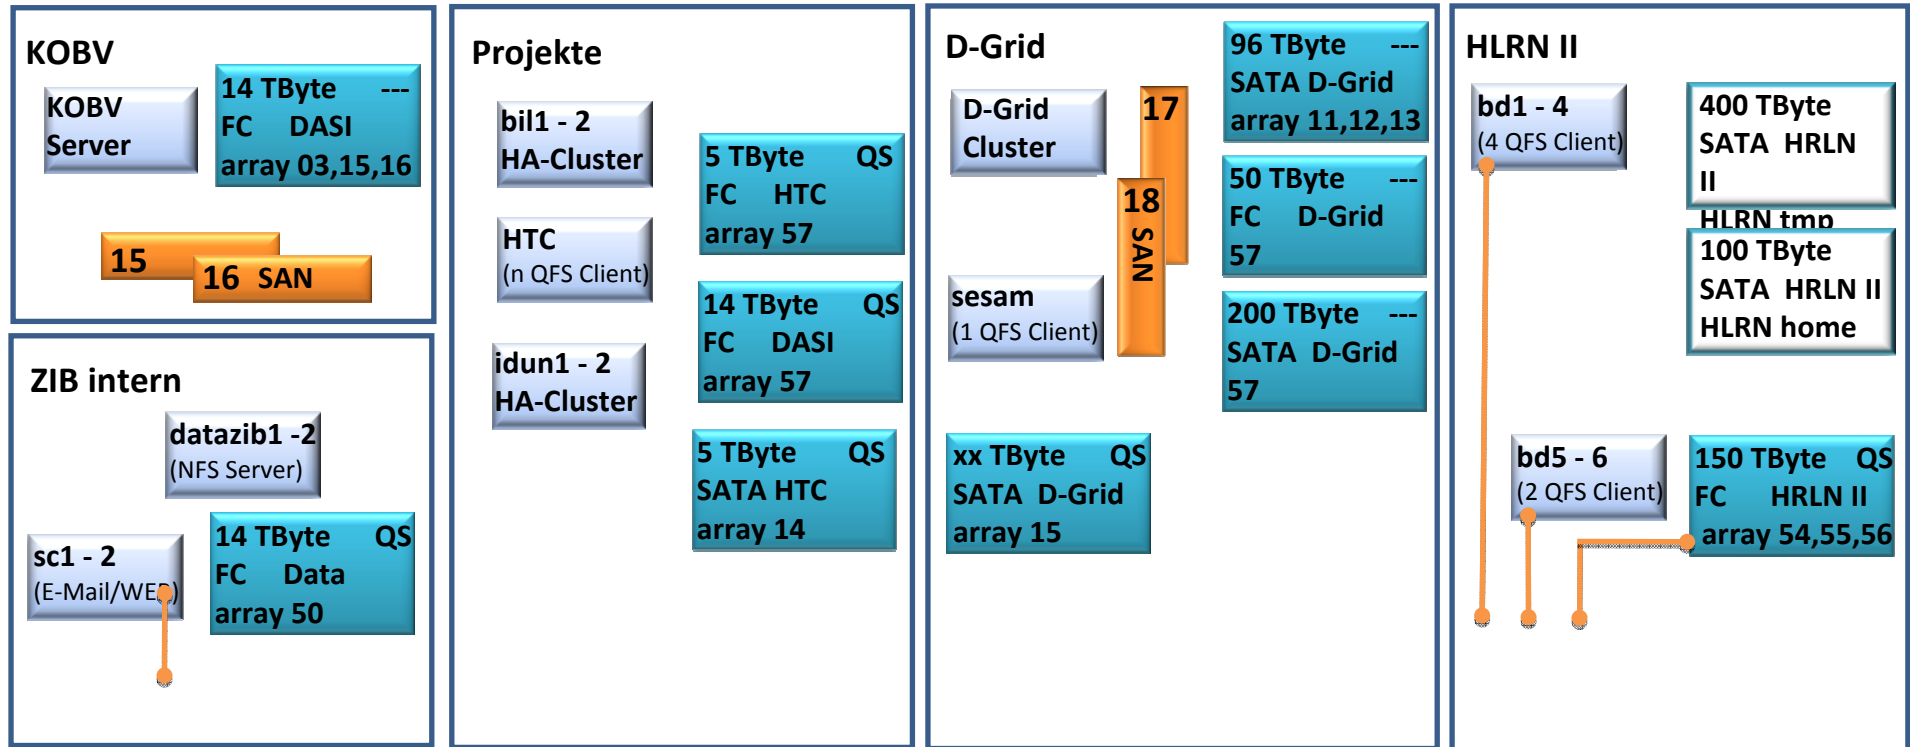 KOBV
KOBV
Server
14 TByte ---
FC DASI
array 03,15,16
15
16 SAN
ZIB intern
datazib1 -2
(NFS Server)
sc1 - 2
(E-Mail/WEB)
14 TByte QS
FC Data
array 50
Projekte
bil1 - 2
HA-Cluster
HTC
(n QFS Client)
idun1 - 2
HA-Cluster
5 TByte QS
FC HTC
array 57
14 TByte QS
FC DASI
array 57
5 TByte QS
SATA HTC
array 14
D-Grid
D-Grid
Cluster
17
18 SAN
sesam
(1 QFS Client)
96 TByte ---
SATA D-Grid
array 11,12,13
50 TByte ---
FC D-Grid
57
200 TByte ---
SATA D-Grid
57
xx TByte QS
SATA D-Grid
array 15
HLRN II
bd1 - 4
(4 QFS Client)
400 TByte
SATA HRLN
II
HLRN tmp
100 TByte
SATA HRLN II
HLRN home
bd5 - 6
(2 QFS Client)
150 TByte QS
FC HRLN II
array 54,55,56